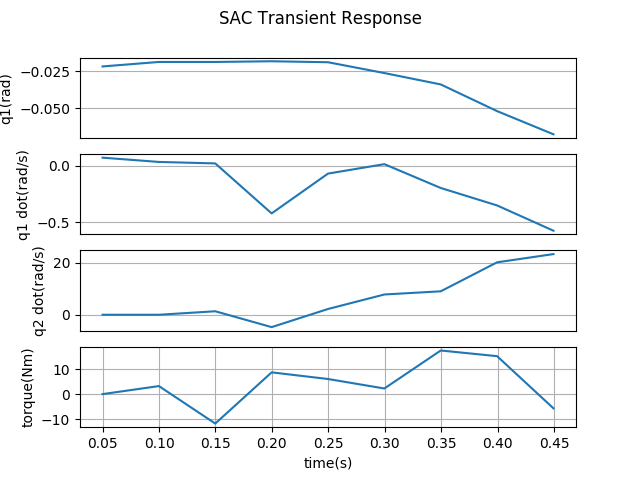 SAC Transient Response
q1(rad)
−0.025
−0.050
q1 dot(rad/s)
0.0
−0.5
q2 dot(rad/s)
20
0
torque(Nm)
10
0
−10
0.05 0.10 0.15 0.20 0.25 0.30 0.35 0.40 0.45
time(s)